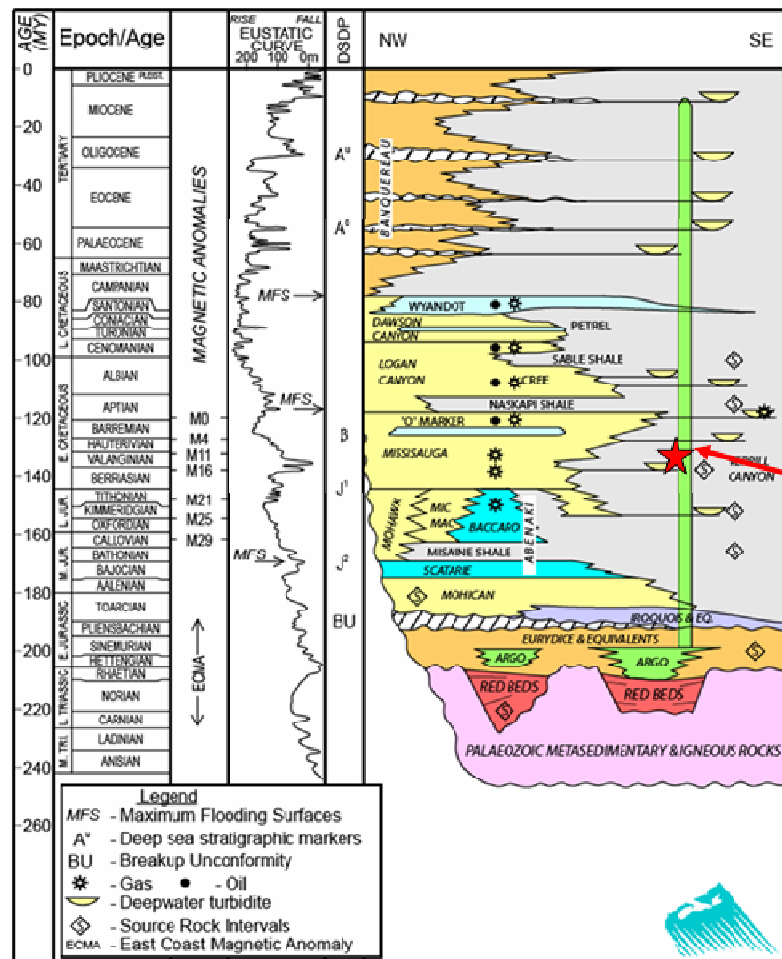 AGE (MY)
Epoch/Age
RISE FALL
EUSTATIC CURVE
200 100 0m
DSDP
NW
SE
0
20
40
60
80
100
120
140
160
180
200
220
240
260
TERTIARY
L. CRETACEOUS
E. CRETACEOUS
L. JUR.
M. JUR.
E. JURASSIC
L. TRIASSIC
M. TRI.
PLIOCENE PLEIST.
MIOCENE
OLIGOCENE
EOCENE
PALAEOCENE
MAASTRICHTIAN
CAMPANIAN
SANTONIAN
CONACIAN
TURONIAN
CENOMANIAN
ALBIAN
APTIAN
BARREMIAN
HAUTERIVIAN
VALANGINIAN
BERRIASIAN
TITHONIAN
KIMMERIDGIAN
OXFORDIAN
CALLOVIAN
BATHONIAN
BAJOCIAN
AALENIAN
TOARCIAN
PLIENSBACHIAN
SINEMURIAN
HETTENGIAN
RHAETIAN
NORIAN
CARNIAN
LADINIAN
ANISIAN
MAGNETIC ANOMALIES
M0
M4
M11
M16
M21
M25
M29
ECMA
MFS
MFS
MFS
B
BU
BANQUEREAU
WYANDOT
DAWSON
CANYON
PETREL
LOGAN
CANYON
SABLE SHALE
CREE
NASKAPI SHALE
"O" MARKER
MISSISAUGA
CANYON
MOHAWK
MIC
MAC
BACCARO
ABENAKI
MISAINE SHALE
SCATARIE
MOHICAN
IROQUOIS & EQ.
EURYDICE & EQUIVALENTS
ARGO
ARGO
RED BEDS
RED BEDS
PALAEOZOIC METASEDIMENTARY & IGNEOUS ROCKS
Legend
MFS - Maximum Flooding Surfaces
A" - Deep sea stratigraphic markers
BU - Breakup Unconformity
- Gas - Oil
- Deepwater turbidite
S - Source Rock Intervals
ECMA - East Coast Magnetic Anomaly